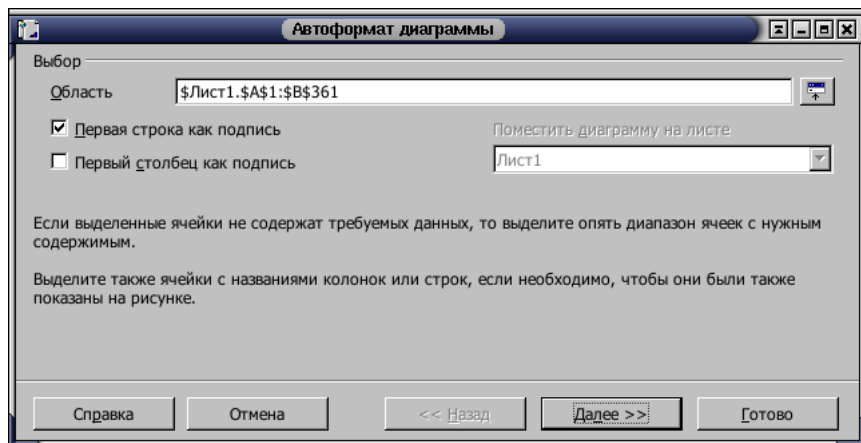 Автоформат диаграммы
Выбор
Область
$Лист1.$A$1:$B$361
Первая строка как подпись
Поместить диаграмму на листе
Первый столбец как подпись
Лист1
Если выделенные ячейки не содержат требуемых данных, то выделите опять диапазон ячеек с нужным
содержимым.
Выделите также ячейки с названиями колонок или строк, если необходимо, чтобы они были также
показаны на рисунке.
Справка
Отмена
<< Назад
Далее >>
Готово